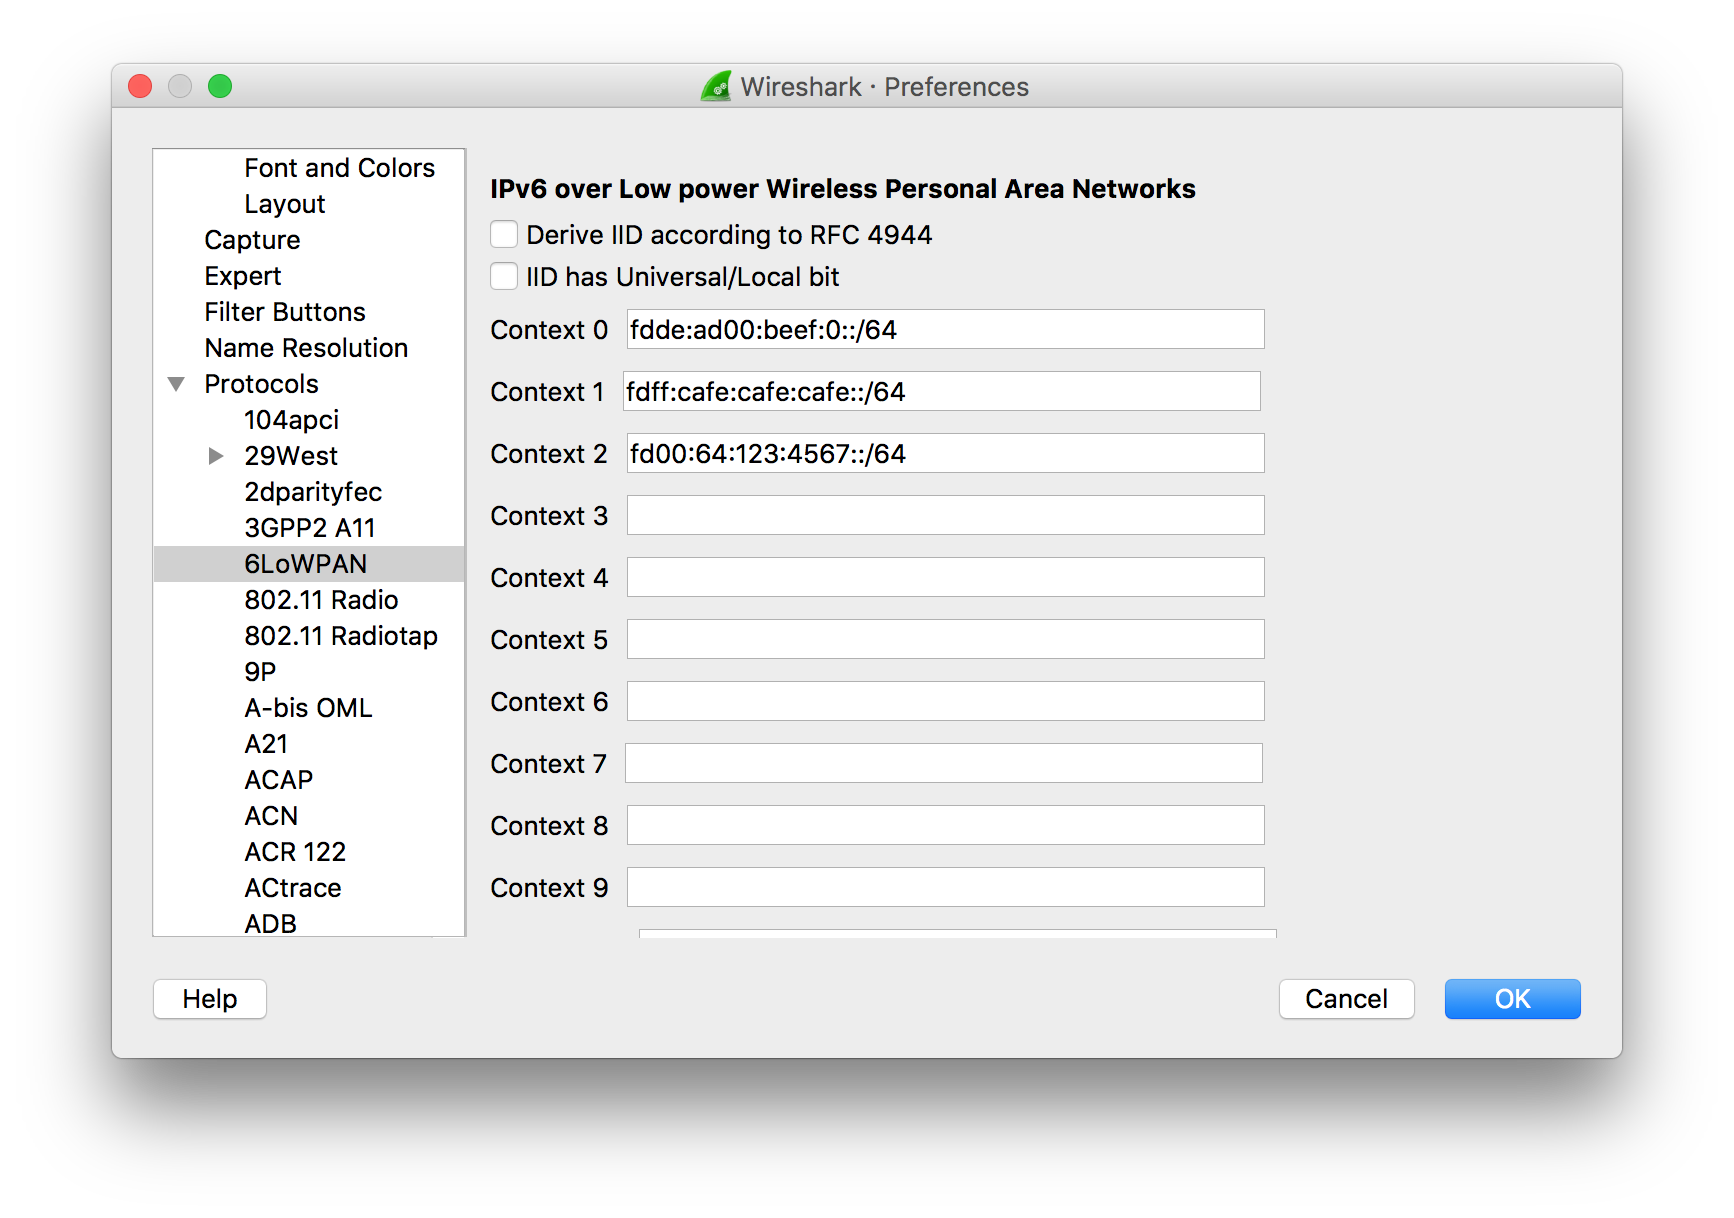 Wireshark · Preferences
Font and Colors
Layout
Capture
Expert
Filter Buttons
Name Resolution
Protocols
104apci
29West
2dparityfec
3GPP2 A11
6LoWPAN
802.11 Radio
802.11 Radiotap
9P
A-bis OML
A21
ACAP
ACN
ACR 122
ACtrace
ADB
IPv6 over Low power Wireless Personal Area Networks
Derive IID according to RFC 4944
IID has Universal/Local bit
Context 0 fdde:ad00:beef:0::/64
Context 1 fdff:cafe:cafe:cafe::/64
Context 2 fd00:64:123:4567::/64
Context 3
Context 4
Context 5
Context 6
Context 7
Context 8
Context 9
Help
Cancel
OK